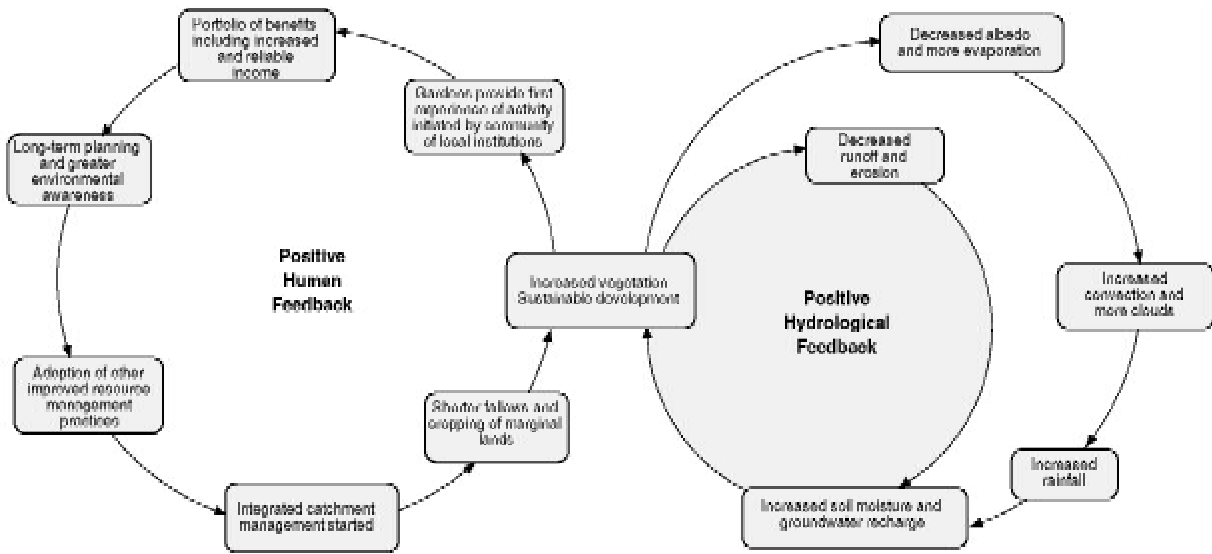 Portfolio of benefits
including increased
and reliable
income
Gardens provide first
experience of activity
initiated by community
of local institutions
Long-term planning
and greater
environmental
awareness
Positive
Human
Feedback
Adoption of other
improved resource
management
practices
Integrated catchment
management started
Shorter fallows and
cropping of marginal
lands
Increased vegetation
Sustainable development
Decreased albedo
and more evaporation
Decreased
runoff and
erosion
Positive
Hydrological
Feedback
Increased
convection and
more clouds
Increased
rainfall
Increased soil moisture and
groundwater recharge